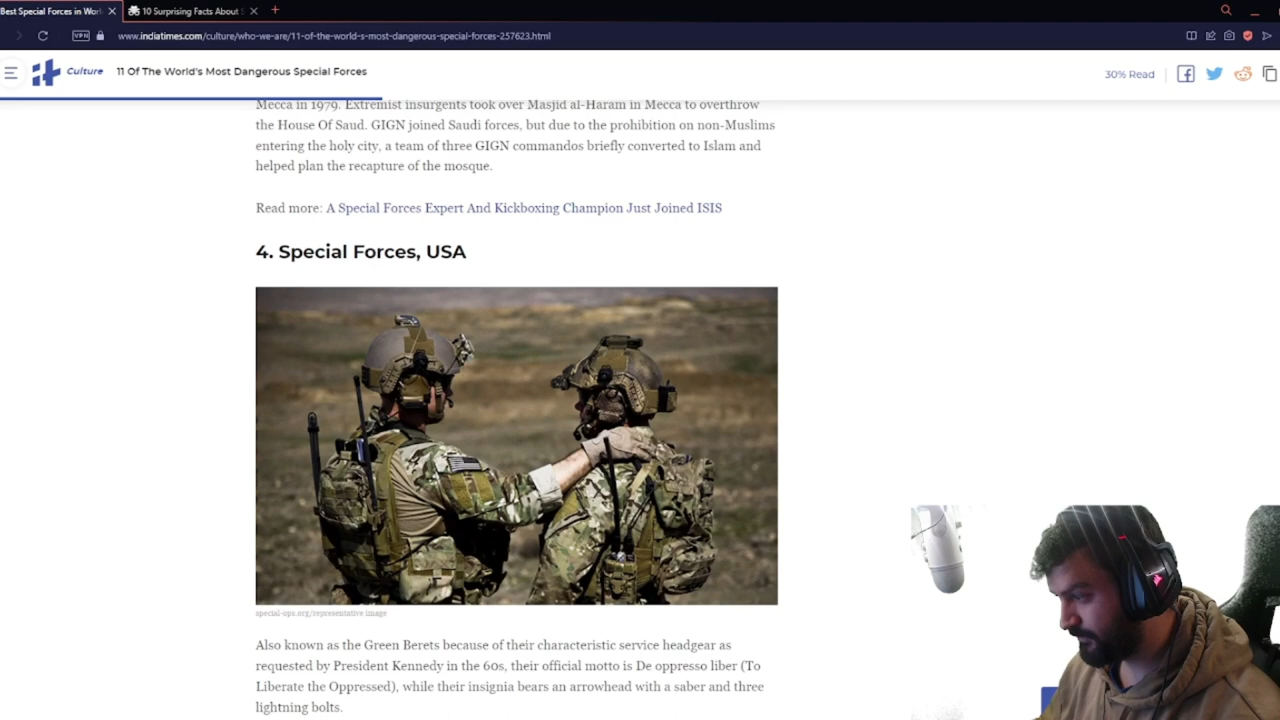 Best Special Forces in Worl
10 Surprising Facts About
VPN
www.indiatimes.com/culture/who-we-are/11-of-the-world-s-most-dangerous-special-forces-257623.html
Culture
11 Of The World's Most Dangerous Special Forces
30% Read
Mecca in 1979. Extremist insurgents took over Masjid al-Haram in Mecca to overthrow
the House Of Saud. GIGN joined Saudi forces, but due to the prohibition on non-Muslims
entering the holy city, a team of three GIGN commandos briefly converted to Islam and
helped plan the recapture of the mosque.
Read more: A Special Forces Expert And Kickboxing Champion Just Joined ISIS
4. Special Forces, USA
special-ops.org/representative image
Also known as the Green Berets because of their characteristic service headgear as
requested by President Kennedy in the 60s, their official motto is De oppresso liber (To
Liberate the Oppressed), while their insignia bears an arrowhead with a saber and three
lightning bolts.